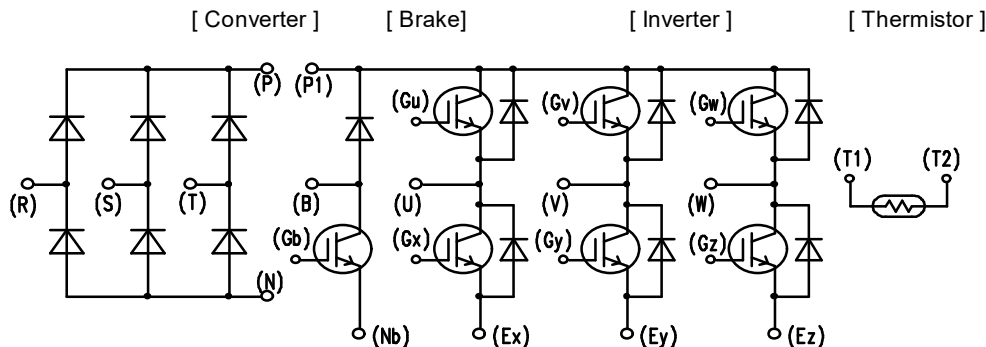 [ Converter ] [ Brake] [ Inverter ] [ Thermistor ]
(P) (P1)
(Gu) (Gv) (Gw)
(T1) (T2)
(R) (S) (T) (B) (U) (V) (W)
(Gb) (Gx) (Gy) (Gz)
(N)
(Nb) (Ex) (Ey) (Ez)